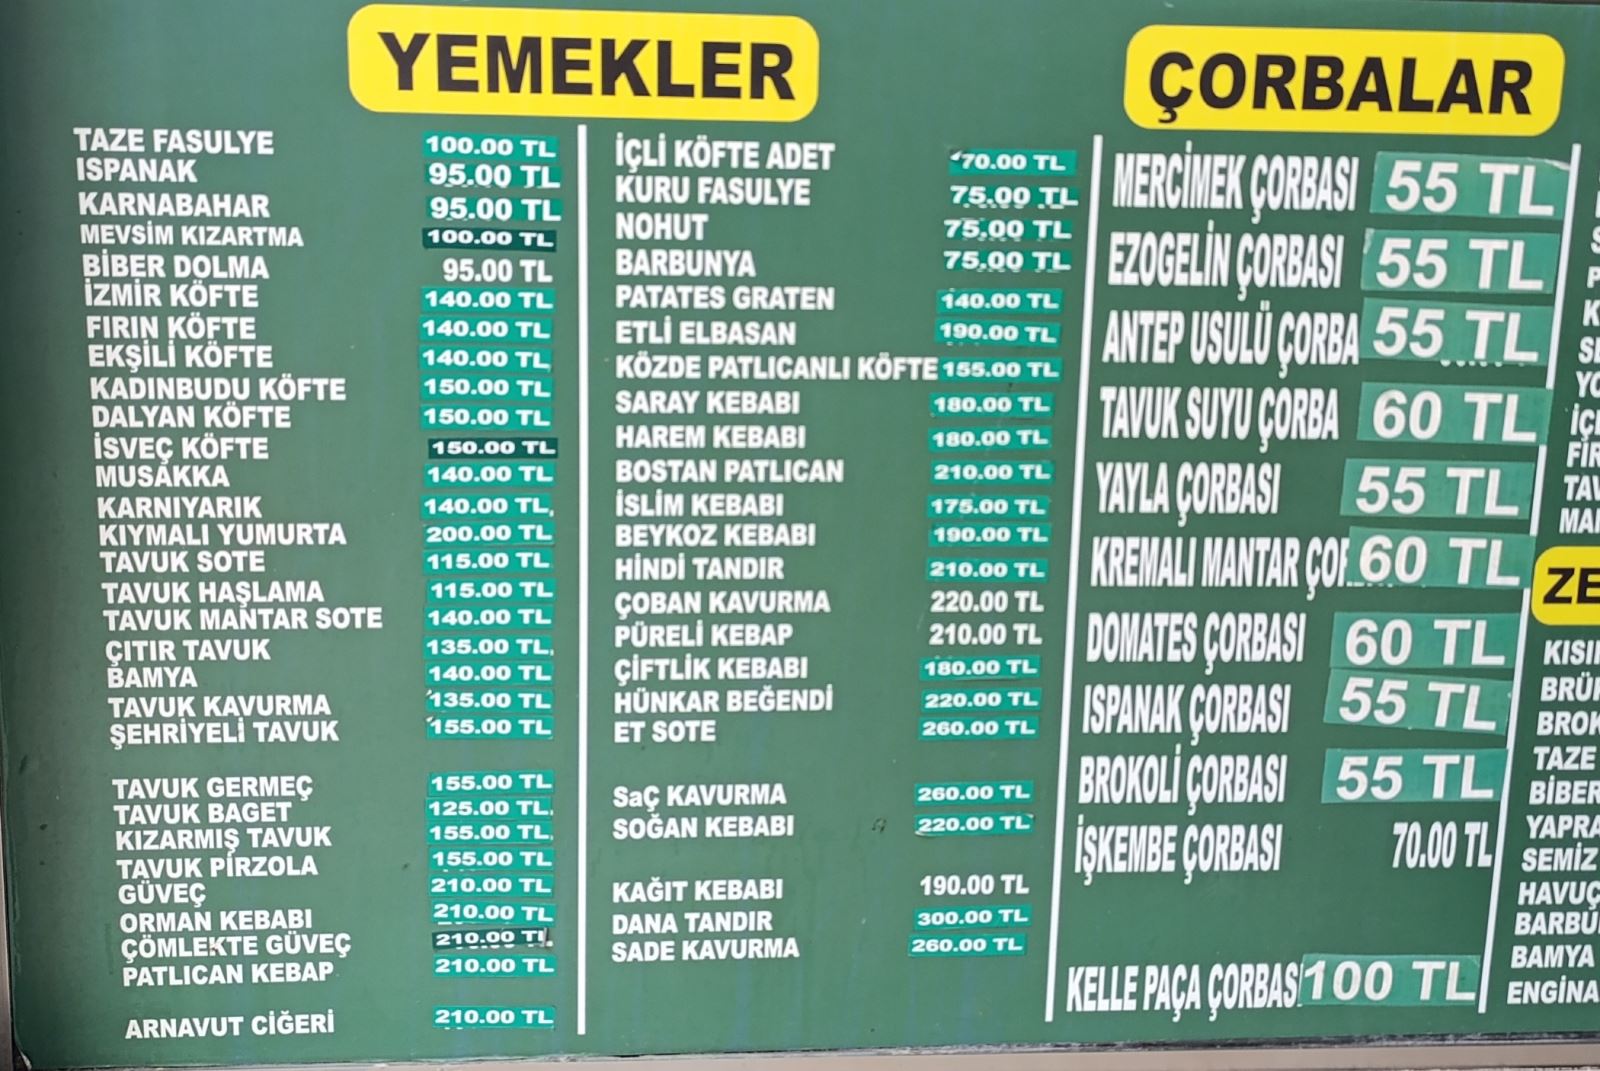 YEMEKLER
TAZE FASULYE 100.00 TL
ISPANAK 95.00 TL
KARNABAHAR 95.00 TL
MEVSİM KIZARTMA 100.00 TL
BİBER DOLMA 95.00 TL
İZMİR KÖFTE 140.00 TL
FIRIN KÖFTE 140.00 TL
EKŞİLİ KÖFTE 140.00 TL
KADINBUDU KÖFTE 150.00 TL
DALYAN KÖFTE 150.00 TL
İSVEÇ KÖFTE 150.00 TL
MUSAKKA 140.00 TL
KARNIYARIK 140.00 TL
KIYMALI YUMURTA 200.00 TL
TAVUK SOTE 115.00 TL
TAVUK HAŞLAMA 115.00 TL
TAVUK MANTAR SOTE 140.00 TL
ÇITIR TAVUK 135.00 TL
BAMYA 140.00 TL
TAVUK KAVURMA 135.00 TL
ŞEHRİYELİ TAVUK 155.00 TL
TAVUK GERMEÇ 155.00 TL
TAVUK BAGET 125.00 TL
KIZARMIŞ TAVUK 155.00 TL
TAVUK PİRZOLA 155.00 TL
GÜVEÇ 210.00 TL
ORMAN KEBABI 210.00 TL
ÇÖMLEKTE GÜVEÇ 210.00 TL
PATLICAN KEBAP 210.00 TL
ARNAVUT CİĞERİ 210.00 TL
İÇLİ KÖFTE ADET 70.00 TL
KURU FASULYE 75.00 TL
NOHUT 75.00 TL
BARBUNYA 75.00 TL
PATATES GRATEN 140.00 TL
ETLİ ELBASAN 190.00 TL
KÖZDE PATLICANLI KÖFTE 155.00 TL
SARAY KEBABI 180.00 TL
HAREM KEBABI 180.00 TL
BOSTAN PATLICAN 210.00 TL
İSLİM KEBABI 175.00 TL
BEYKOZ KEBABI 190.00 TL
HİNDİ TANDIR 210.00 TL
ÇOBAN KAVURMA 220.00 TL
PÜRELİ KEBAP 210.00 TL
ÇİFTLİK KEBABI 180.00 TL
HÜNKAR BEĞENDİ 220.00 TL
ET SOTE 260.00 TL
SaÇ KAVURMA 260.00 TL
SOĞAN KEBABI 220.00 TL
KAĞIT KEBABI 190.00 TL
DANA TANDIR 300.00 TL
SADE KAVURMA 260.00 TL
ÇORBALAR
MERCİMEK ÇORBASI 55 TL
EZOGELİN ÇORBASI 55 TL
ANTEP USULÜ ÇORBA 55 TL
TAVUK SUYU ÇORBA 60 TL
YAYLA ÇORBASI 55 TL
KREMALI MANTAR ÇOR 60 TL
DOMATES ÇORBASI 60 TL
ISPANAK ÇORBASI 55 TL
BROKOLİ ÇORBASI 55 TL
İŞKEMBE ÇORBASI 70.00 TL
KELLE PAÇA ÇORBASI 100 TL
ZE
KISI
BRÜ
BROK
TAZE
BİBER
YAPRA
SEMİZ
HAVUÇ
BARBU
BAMYA
ENGİNA